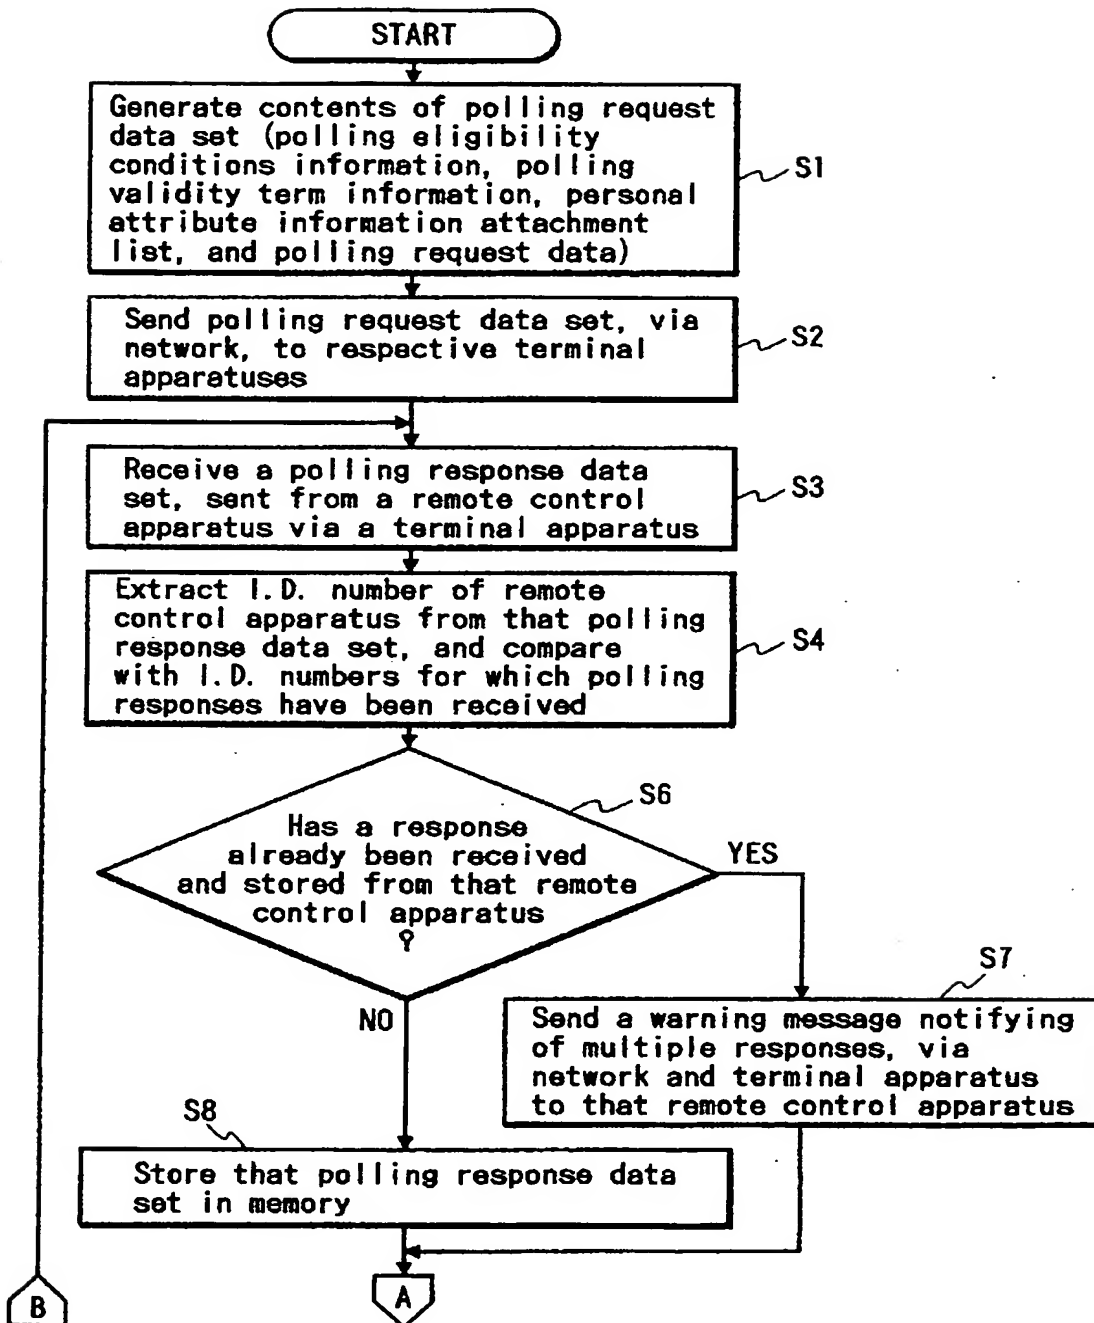 START
Generate contents of polling request
data set (polling eligibility
conditions information, polling
validity term information, personal
attribute information attachment
list, and polling request data)
S1
Send polling request data set, via
network, to respective terminal
apparatuses
S2
Receive a polling response data
set, sent from a remote control
apparatus via a terminal apparatus
S3
Extract I.D. number of remote
control apparatus from that polling
response data set, and compare
with I.D. numbers for which polling
responses have been received
S4
S6
Has a response
already been received
and stored from that remote
control apparatus
?
YES
NO
S7
Send a warning message notifying
of multiple responses, via
network and terminal apparatus
to that remote control apparatus
S8
Store that polling response data
set in memory
B
A